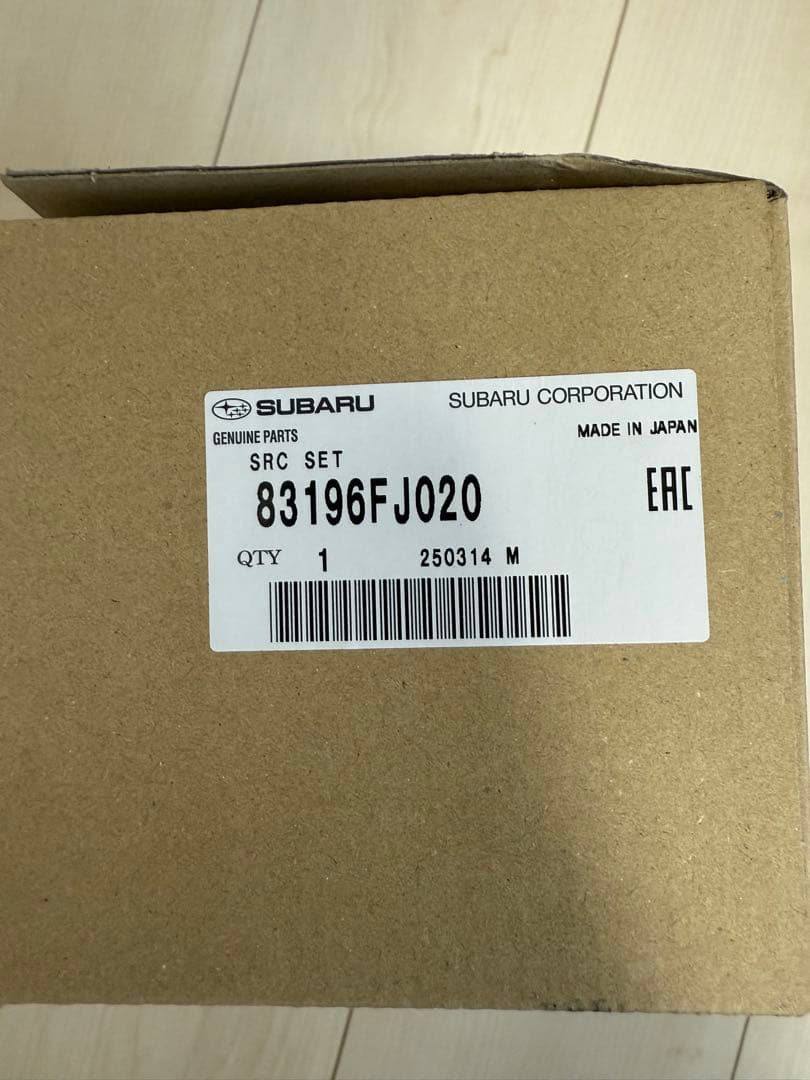 SUBARU SUBARU CORPORATION
GENUINE PARTS MADE IN JAPAN
SRC SET
83196FJ020 EAC
QTY 1 250314 M